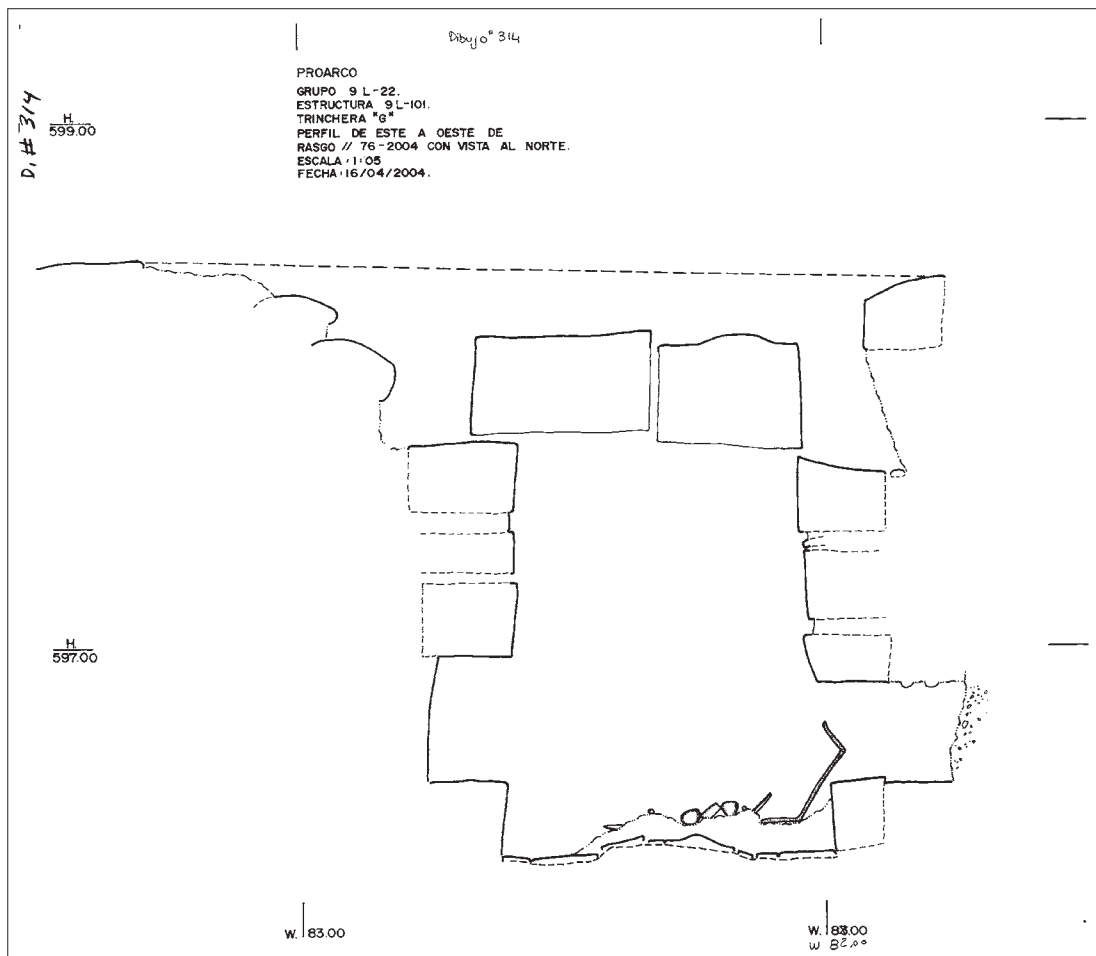 Dibujo # 314
D. # 314
PROARCO
GRUPO 9 L-22.
ESTRUCTURA 9 L-101.
TRINCHERA "G"
PERFIL DE ESTE A OESTE DE
RASGO // 76-2004 CON VISTA AL NORTE.
ESCALA : 1:05
FECHA : 16/04/2004.
H.
599.00
H.
597.00
W. 83.00
W. 83.00
W 82.00